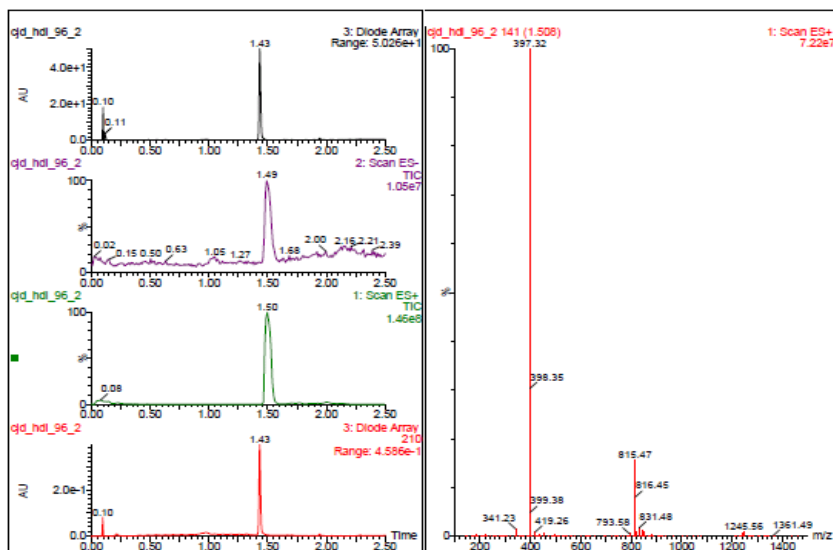 cjd_hdl_96_2
3: Diode Array
Range: 5.026e+1
1.43
4.0e+1
AU
2.0e+1
0.10
0.11
0.0
0.00 0.50 1.00 1.50 2.00 2.50
cjd_hdl_96_2
2: Scan ES-
TIC
1.05e7
1.49
100
%
0.02
0.15 0.50 0.63 1.05 1.27 1.68 2.00 2.16 2.21 2.39
0
0.00 0.50 1.00 1.50 2.00 2.50
cjd_hdl_96_2
1: Scan ES+
TIC
1.46e8
1.50
100
%
0.08
0
0.00 0.50 1.00 1.50 2.00 2.50
cjd_hdl_96_2
3: Diode Array
210
Range: 4.586e-1
1.43
AU
2.0e-1
0.10
0.0
Time
0.00 0.50 1.00 1.50 2.00 2.50
cjd_hdl_96_2 141 (1.508)
1: Scan ES+
7.22e7
397.32
100
%
398.35
815.47
816.45
399.38
341.23
419.26
793.58
831.48
1245.56
1361.49
0
m/z
200 400 600 800 1000 1200 1400